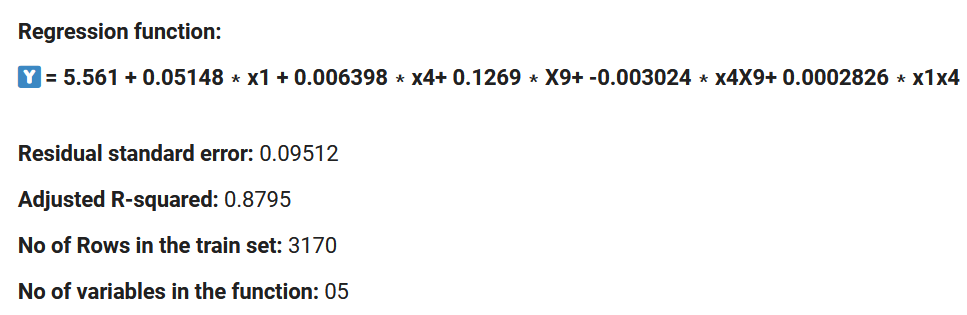 Regression function:
Y = 5.561 + 0.05148 * x1 + 0.006398 * x4+ 0.1269 * X9+ -0.003024 * x4X9+ 0.0002826 * x1x4
Residual standard error: 0.09512
Adjusted R-squared: 0.8795
No of Rows in the train set: 3170
No of variables in the function: 05